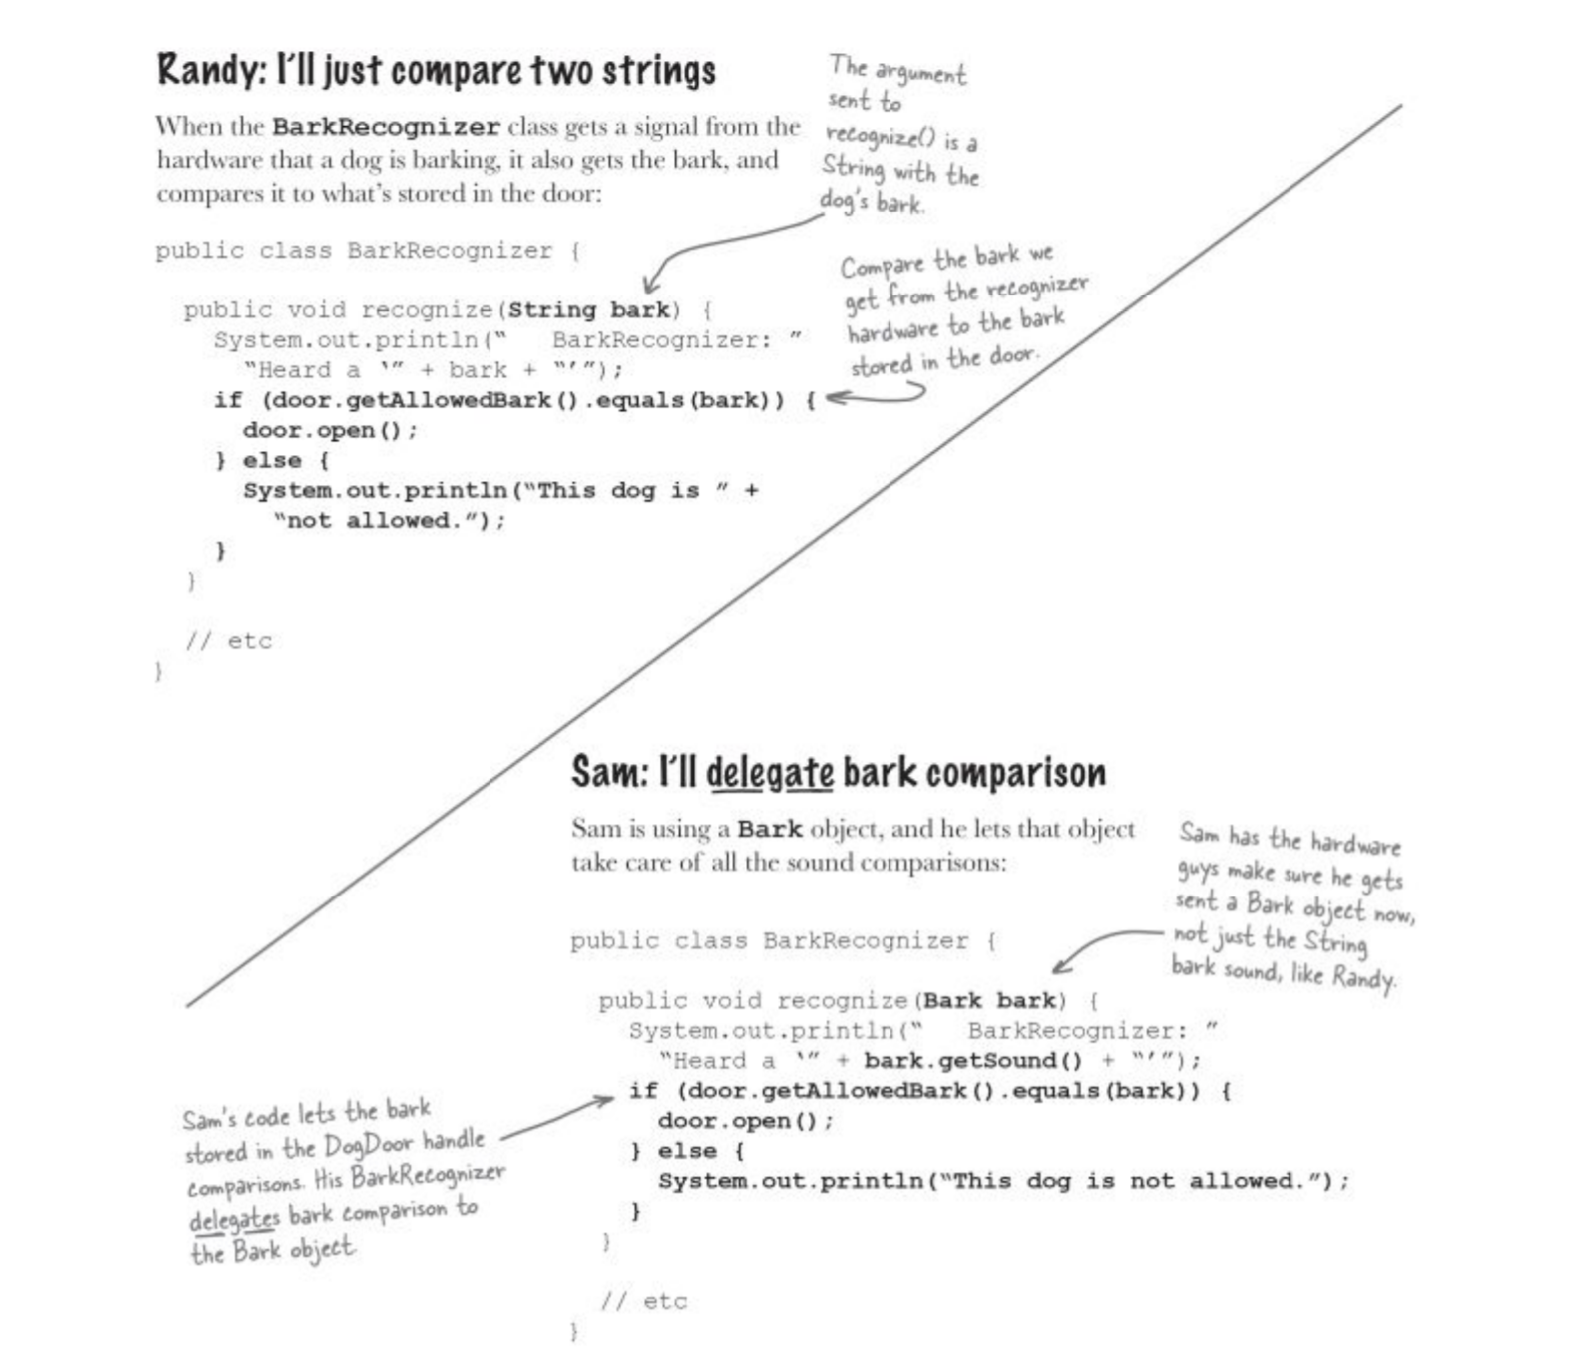 Randy: I'll just compare two strings
When the BarkRecognizer class gets a signal from the
hardware that a dog is barking, it also gets the bark, and
compares it to what's stored in the door:
The argument
sent to
recognize() is a
String with the
dog's bark.
public class BarkRecognizer {
Compare the bark we
get from the recognizer
hardware to the bark
stored in the door.
public void recognize(String bark) {
System.out.println(“   BarkRecognizer: ”
“Heard a ‘” + bark + “’”);
if (door.getAllowedBark().equals(bark)) {
door.open();
} else {
System.out.println(“This dog is ” +
“not allowed.”);
}
}
// etc
}
Sam: I'll delegate bark comparison
Sam is using a Bark object, and he lets that object
take care of all the sound comparisons:
Sam has the hardware
guys make sure he gets
sent a Bark object now,
not just the String
bark sound, like Randy.
public class BarkRecognizer {
public void recognize(Bark bark) {
System.out.println(“   BarkRecognizer: ”
“Heard a ‘” + bark.getSound() + “’”);
if (door.getAllowedBark().equals(bark)) {
door.open();
} else {
System.out.println(“This dog is not allowed.”);
}
}
// etc
}
Sam's code lets the bark
stored in the DogDoor handle
comparisons. His BarkRecognizer
delegates bark comparison to
the Bark object.